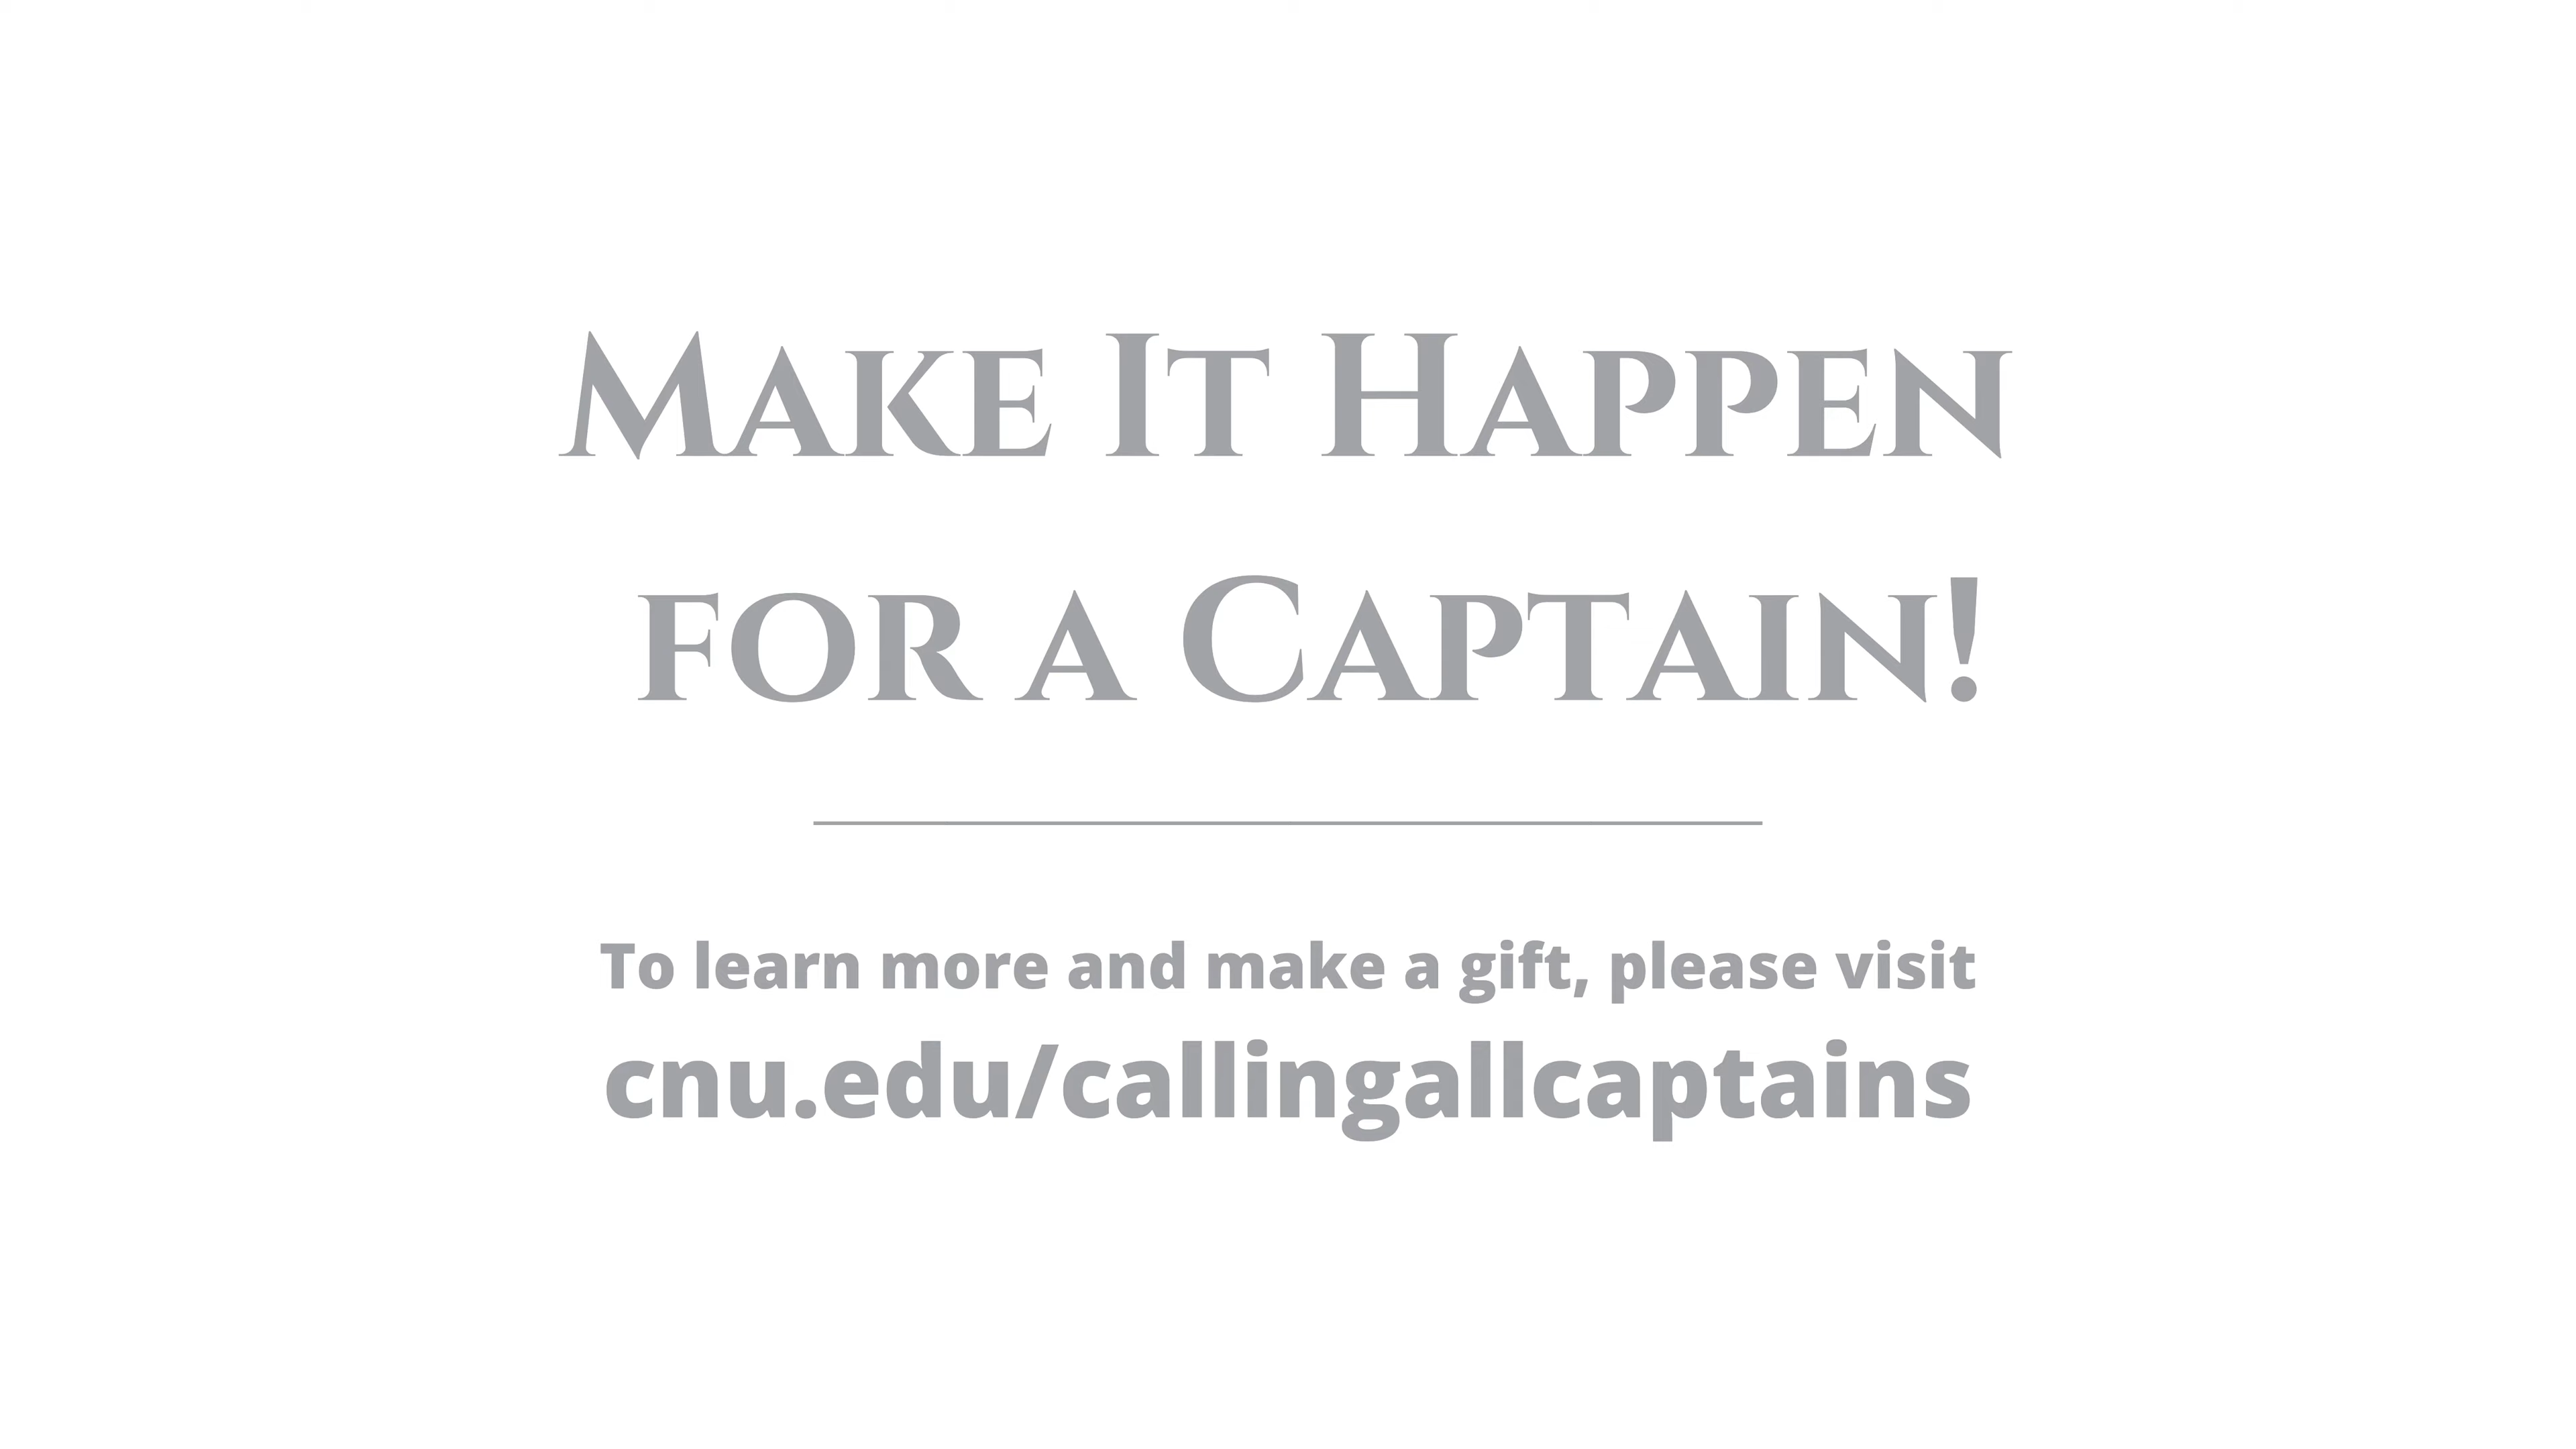 Make It Happen
for a Captain!
To learn more and make a gift, please visit
cnu.edu/callingallcaptains